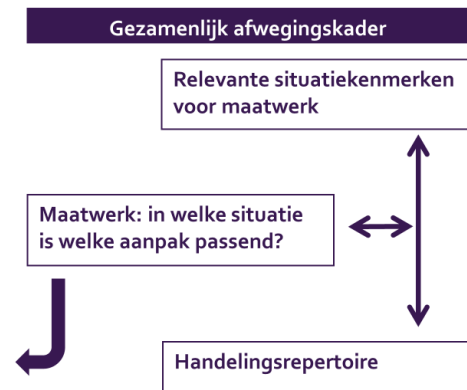 Gezamenlijk afwegingskader
Relevante situatiekenmerken
voor maatwerk
Maatwerk: in welke situatie
is welke aanpak passend?
Handelingsrepertoire